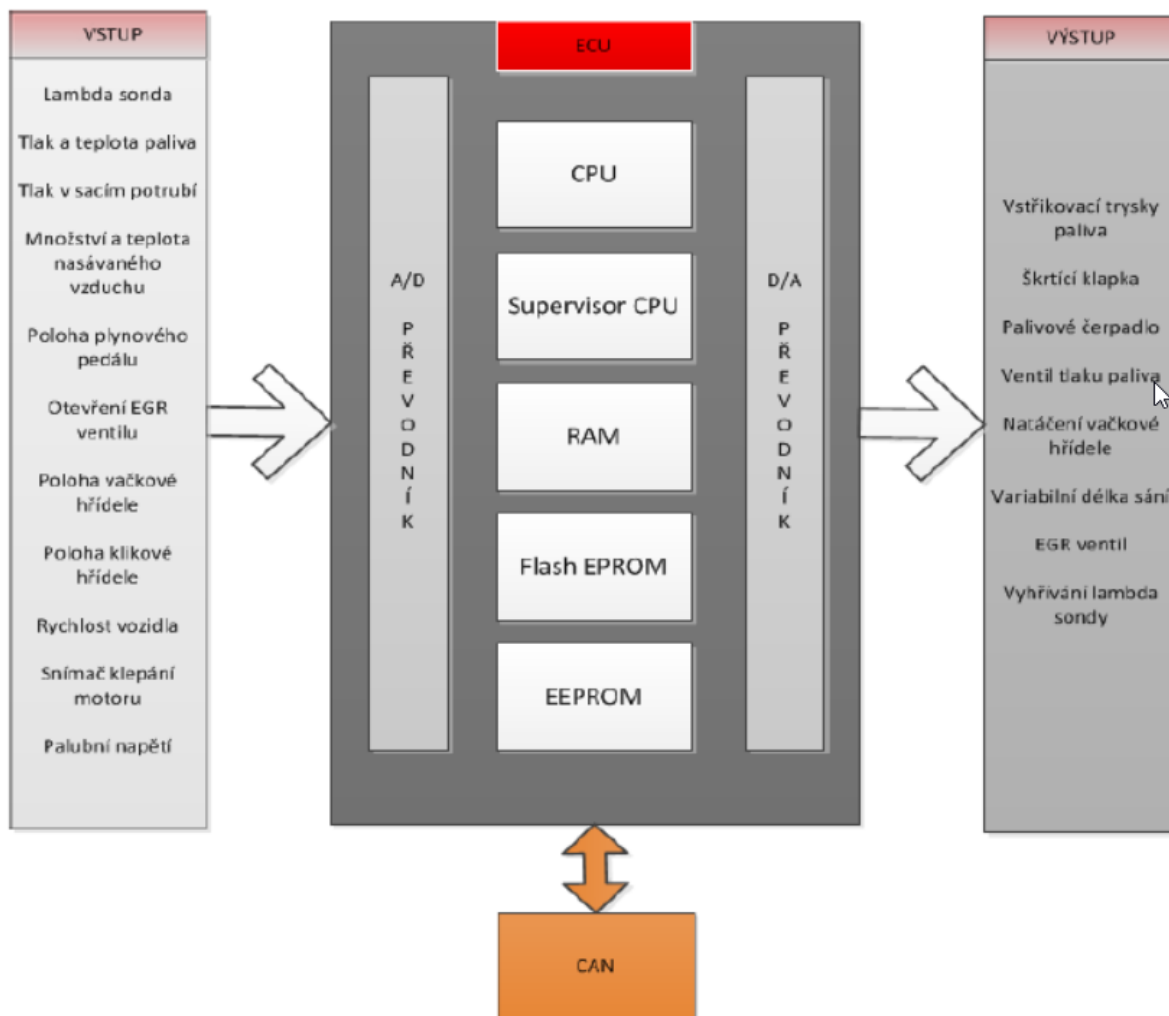 VSTUP
Lambda sonda
Tlak a teplota paliva
Tlak v sacím potrubí
Množství a teplota
nasávaného
vzduchu
Poloha plynového
pedálu
Otevření EGR
ventilu
Poloha vačkové
hřídele
Poloha klikové
hřídele
Rychlost vozidla
Snímač klepání
motoru
Palubní napětí
ECU
A/D
P
Ř
E
V
O
D
N
Í
K
CPU
Supervisor CPU
RAM
Flash EPROM
EEPROM
D/A
P
Ř
E
V
O
D
N
Í
K
CAN
VÝSTUP
Vstřikovací trysky
paliva
Škrtící klapka
Palivové čerpadlo
Ventil tlaku paliva
Natáčení vačkové
hřídele
Variabilní délka sání
EGR ventil
Vyhřívání lambda
sondy